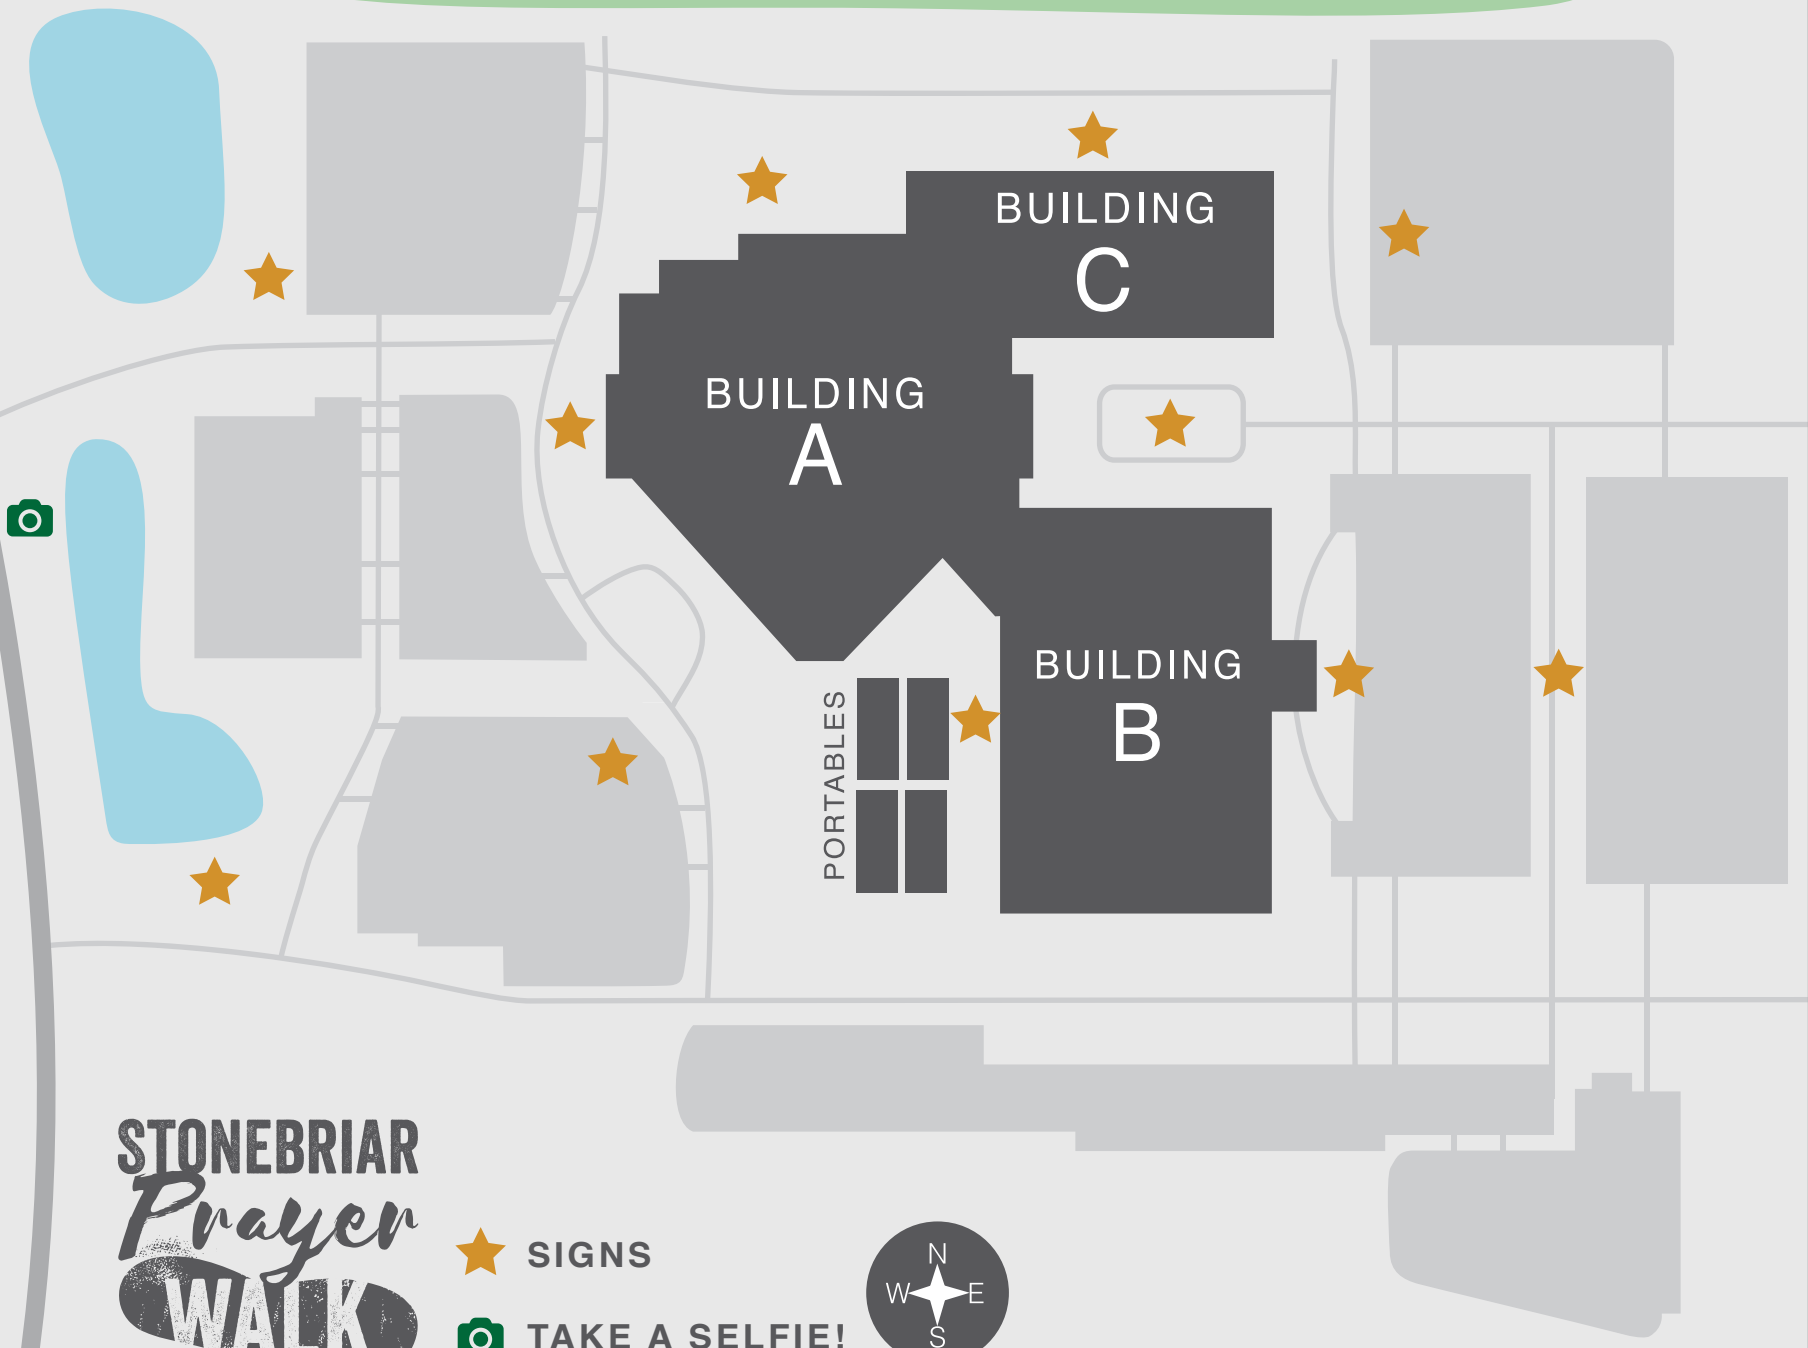 BUILDING
C
BUILDING
A
BUILDING
B
PORTABLES
STONEBRIAR
Prayer
WALK
SIGNS
TAKE A SELFIE!
N
W E
S